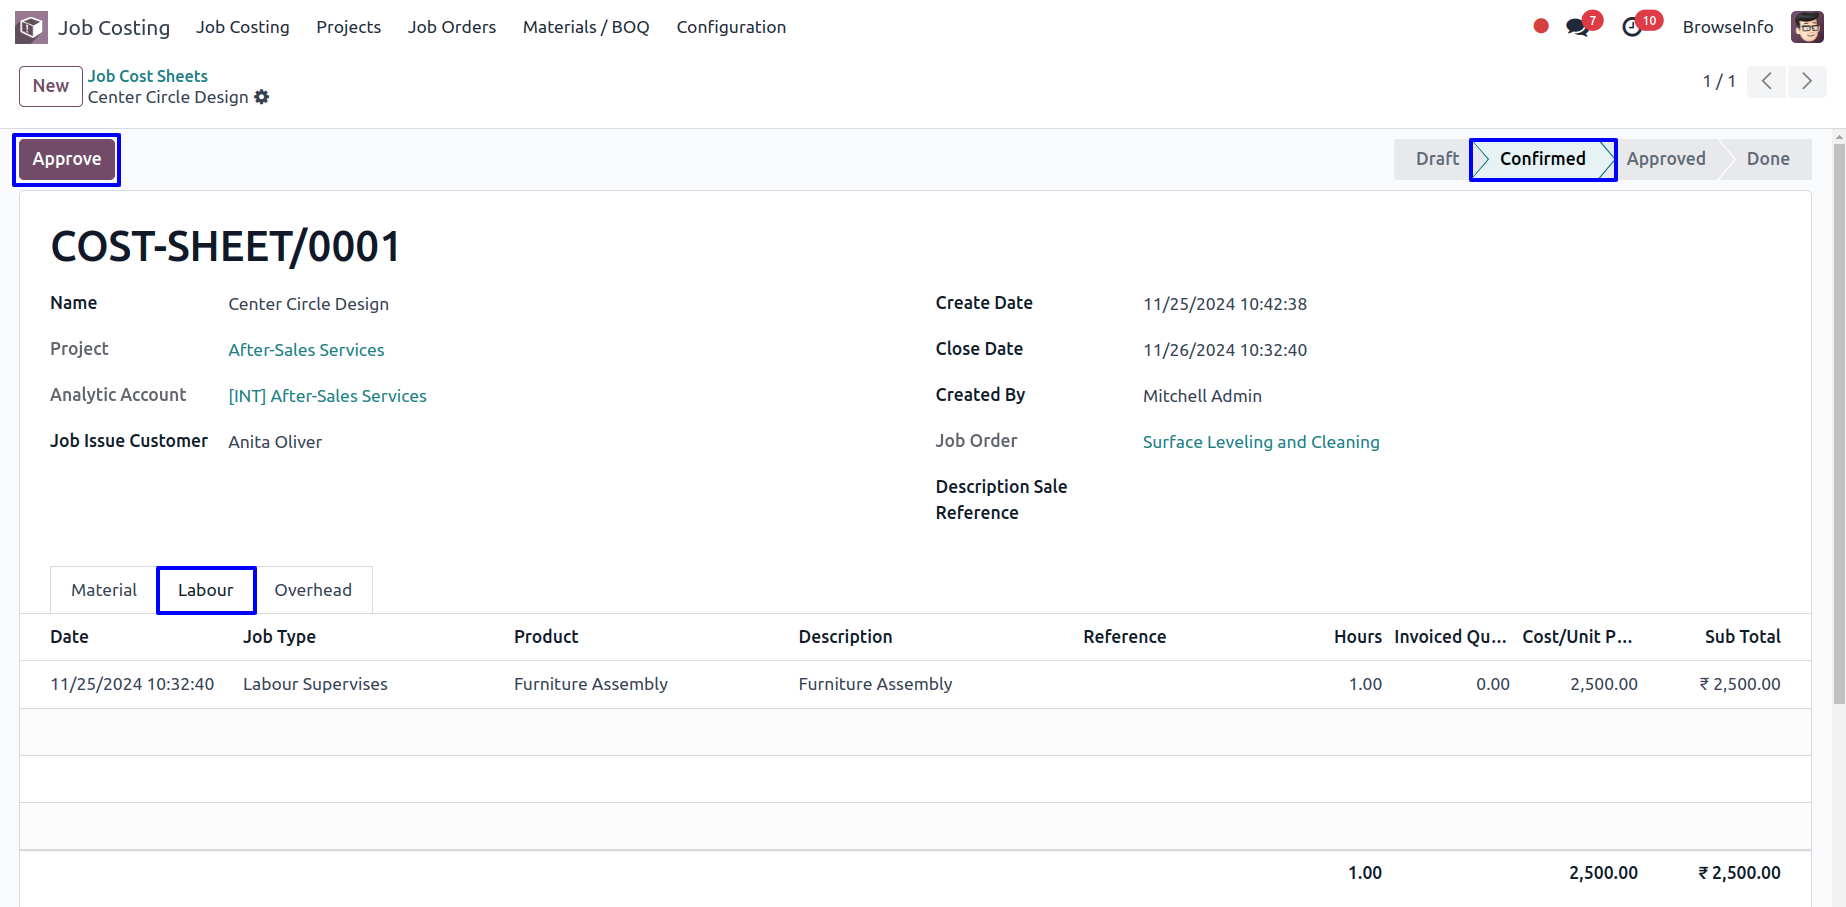 Job Costing Job Costing Projects Job Orders Materials / BOQ Configuration 7 10 BrowseInfo
New Job Cost Sheets 1 / 1
Center Circle Design
Approve Draft Confirmed Approved Done
COST-SHEET/0001
Name Center Circle Design Create Date 11/25/2024 10:42:38
Project After-Sales Services Close Date 11/26/2024 10:32:40
Analytic Account [INT] After-Sales Services Created By Mitchell Admin
Job Issue Customer Anita Oliver Job Order Surface Leveling and Cleaning
Description Sale
Reference
Material Labour Overhead
Date Job Type Product Description Reference Hours Invoiced Qu... Cost/Unit P... Sub Total
11/25/2024 10:32:40 Labour Supervises Furniture Assembly Furniture Assembly 1.00 0.00 2,500.00 ₹ 2,500.00
1.00 2,500.00 ₹ 2,500.00